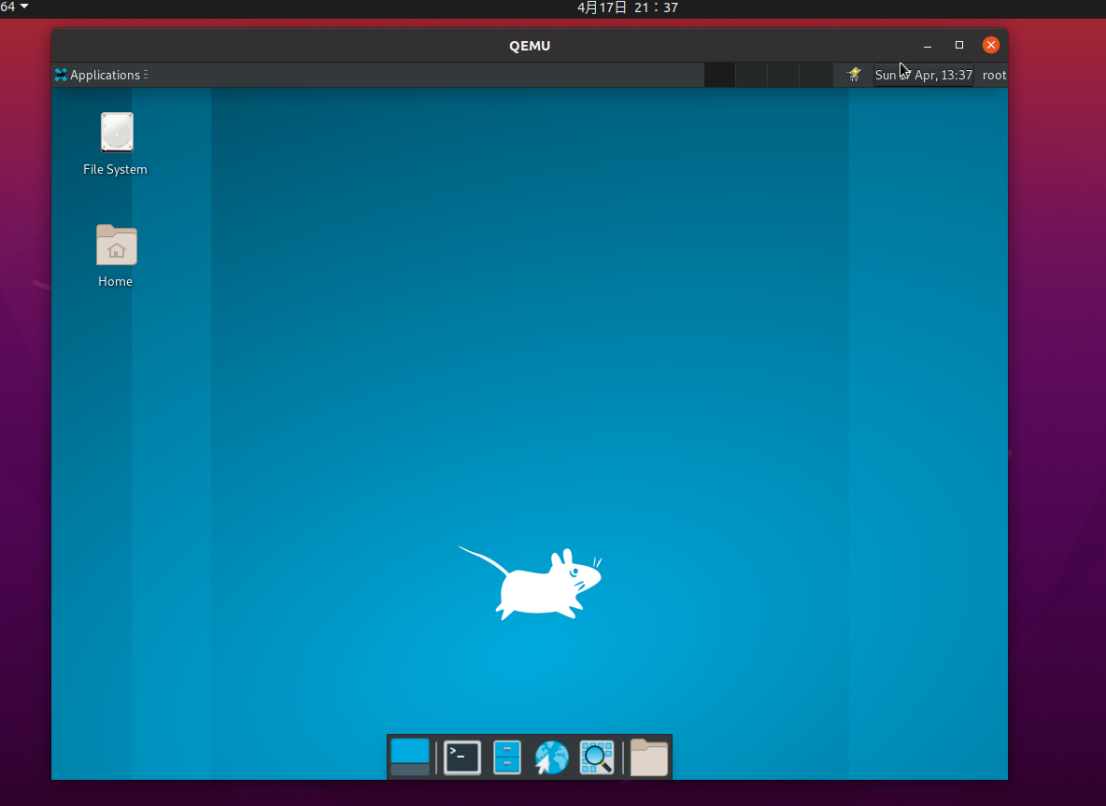 64 4月17日 21：37
QEMU
Applications Sun Apr, 13:37 root
File System
Home
>_